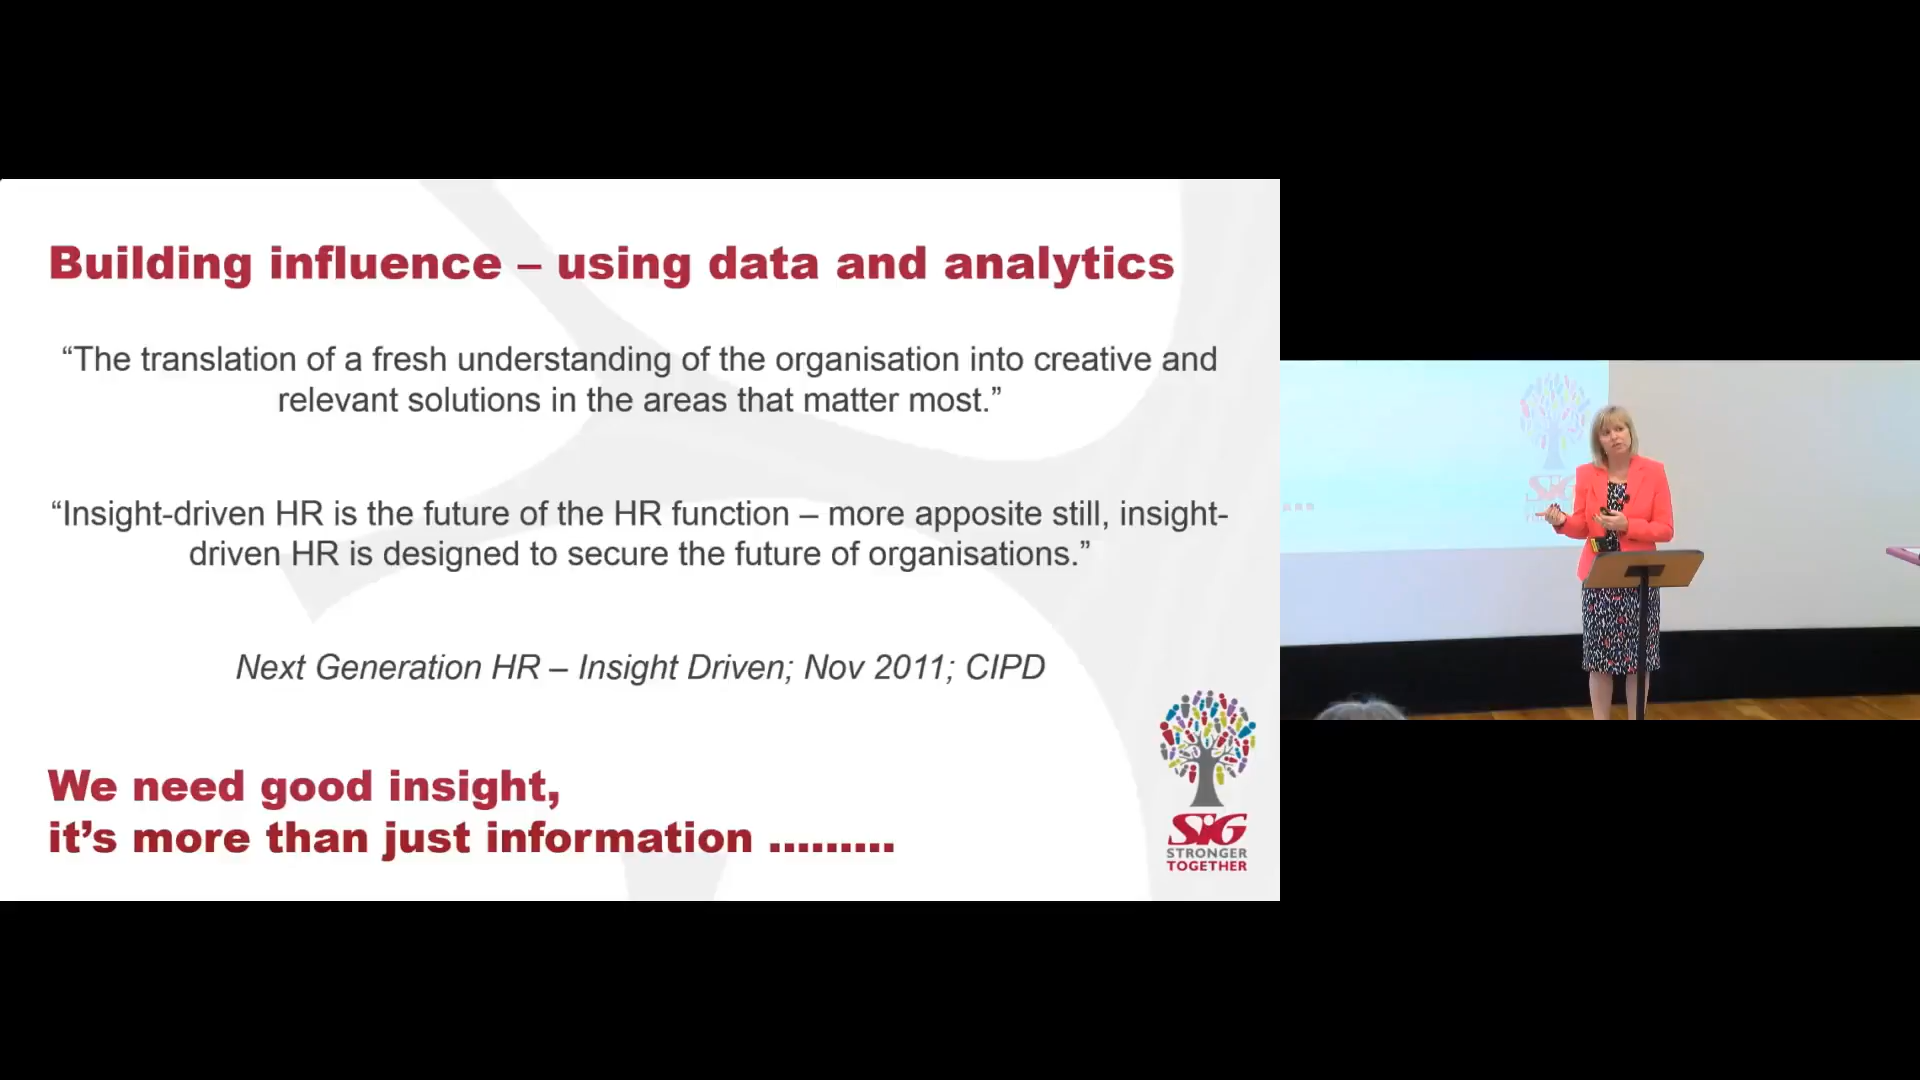 Building influence – using data and analytics
“The translation of a fresh understanding of the organisation into creative and
relevant solutions in the areas that matter most.”
“Insight-driven HR is the future of the HR function – more apposite still, insight-
driven HR is designed to secure the future of organisations.”
Next Generation HR – Insight Driven; Nov 2011; CIPD
We need good insight,
it’s more than just information .........
SIG
STRONGER
TOGETHER
SIG